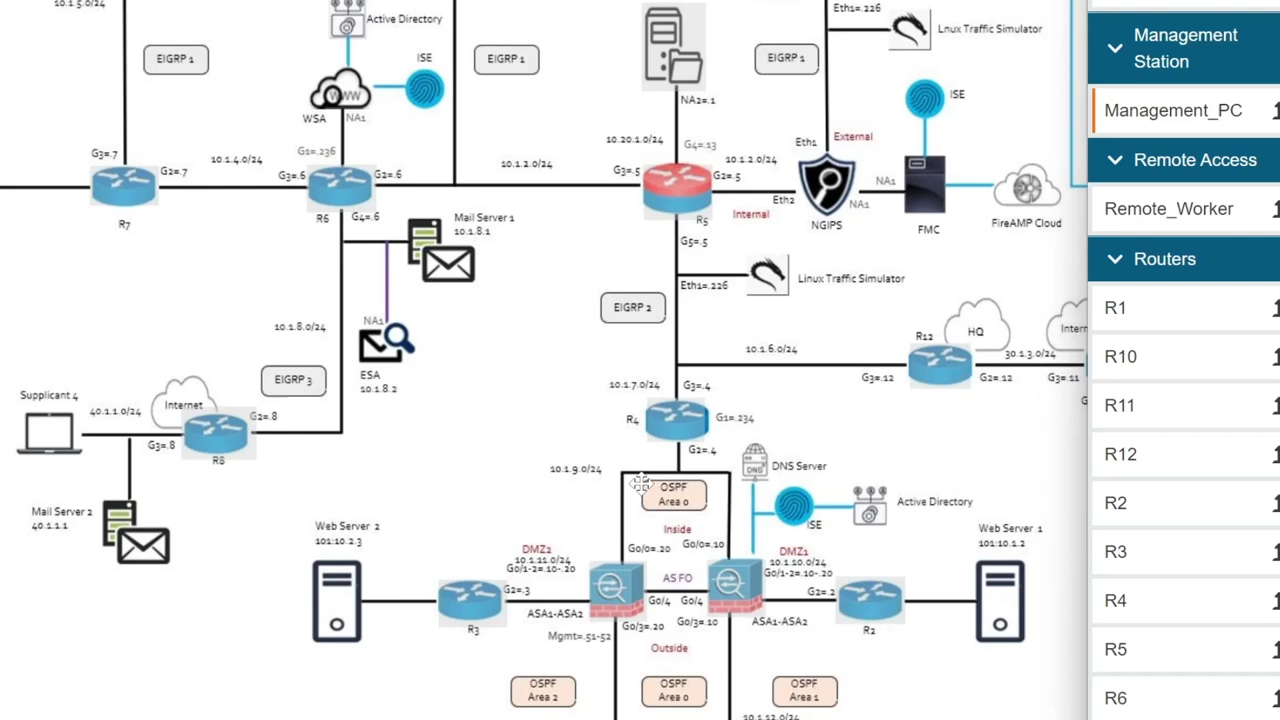 10.1.5.0/24
Active Directory
Eth1=.226
Lnux Traffic Simulator
EIGRP 1
ISE
EIGRP 1
EIGRP 1
WWW
WSA
NA1
NA2=.1
ISE
External
Eth1
G3=.7
10.1.4.0/24
G1=.236
10.1.2.0/24
10.20.1.0/24
G4=.13
10.1.2.0/24
G2=.7
G3=.6
G2=.6
G3=.5
G2=.5
NA1
Eth2
NA1
R7
R6
G4=.6
Mail Server 1
10.1.8.1
R5
Internal
NGIPS
FMC
FireAMP Cloud
G5=.5
Eth1=.226
Linux Traffic Simulator
EIGRP 2
NA1
10.1.8.0/24
ESA
10.1.8.2
EIGRP 3
R12
HQ
10.1.6.0/24
30.1.3.0/24
G3=.12
G2=.12
G3=.11
10.1.7.0/24
G3=.4
Supplicant 4
40.1.1.0/24
Internet
G2=.8
G3=.8
R8
R4
G1=.234
G2=.4
10.1.9.0/24
DNS
DNS Server
OSPF
Area 0
ISE
Active Directory
Mail Server 2
40.1.1.1
Web Server 2
101:10.2.3
Inside
Go/0=.20
Go/0=.10
Web Server 1
101:10.1.2
DMZ2
10.1.11.0/24
Go/1-2=.10-.20
DMZ1
10.1.10.0/24
Go/1-2=.10-.20
AS FO
G2=.3
Go/4
Go/4
G2=.2
R3
ASA1-ASA2
Go/3=.20
Go/3=.10
ASA1-ASA2
R2
Mgmt=.51-52
Outside
OSPF
Area 2
OSPF
Area 0
OSPF
Area 1
10.1.12.0/24
Management
Station
Management_PC
Remote Access
Remote_Worker
Routers
R1
R10
R11
R12
R2
R3
R4
R5
R6